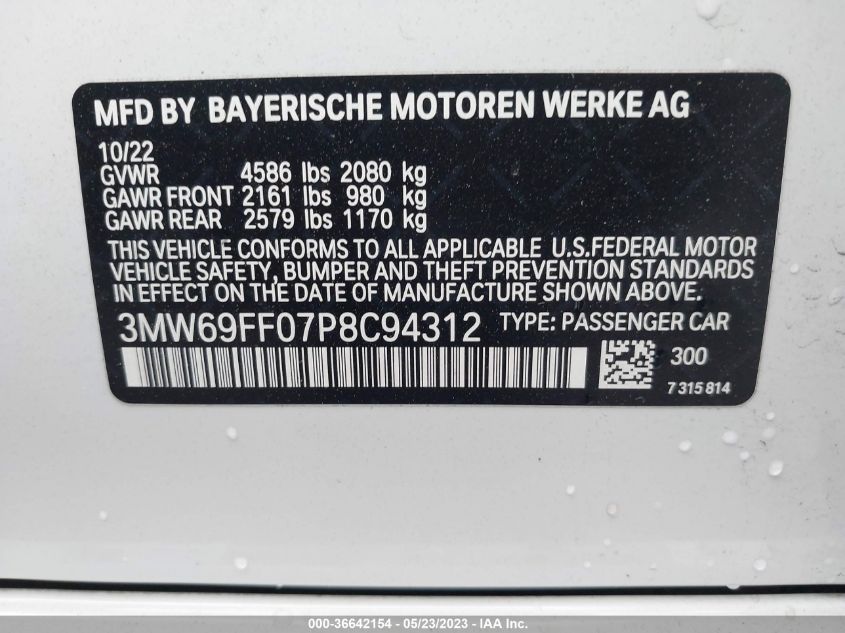 MFD BY BAYERISCHE MOTOREN WERKE AG
10/22
GVWR 4586 lbs 2080 kg
GAWR FRONT 2161 lbs 980 kg
GAWR REAR 2579 lbs 1170 kg
THIS VEHICLE CONFORMS TO ALL APPLICABLE U.S.FEDERAL MOTOR
VEHICLE SAFETY, BUMPER AND THEFT PREVENTION STANDARDS
IN EFFECT ON THE DATE OF MANUFACTURE SHOWN ABOVE.
3MW69FF07P8C94312 TYPE: PASSENGER CAR
300
7 315 814
000-36642154 - 05/23/2023 - IAA Inc.